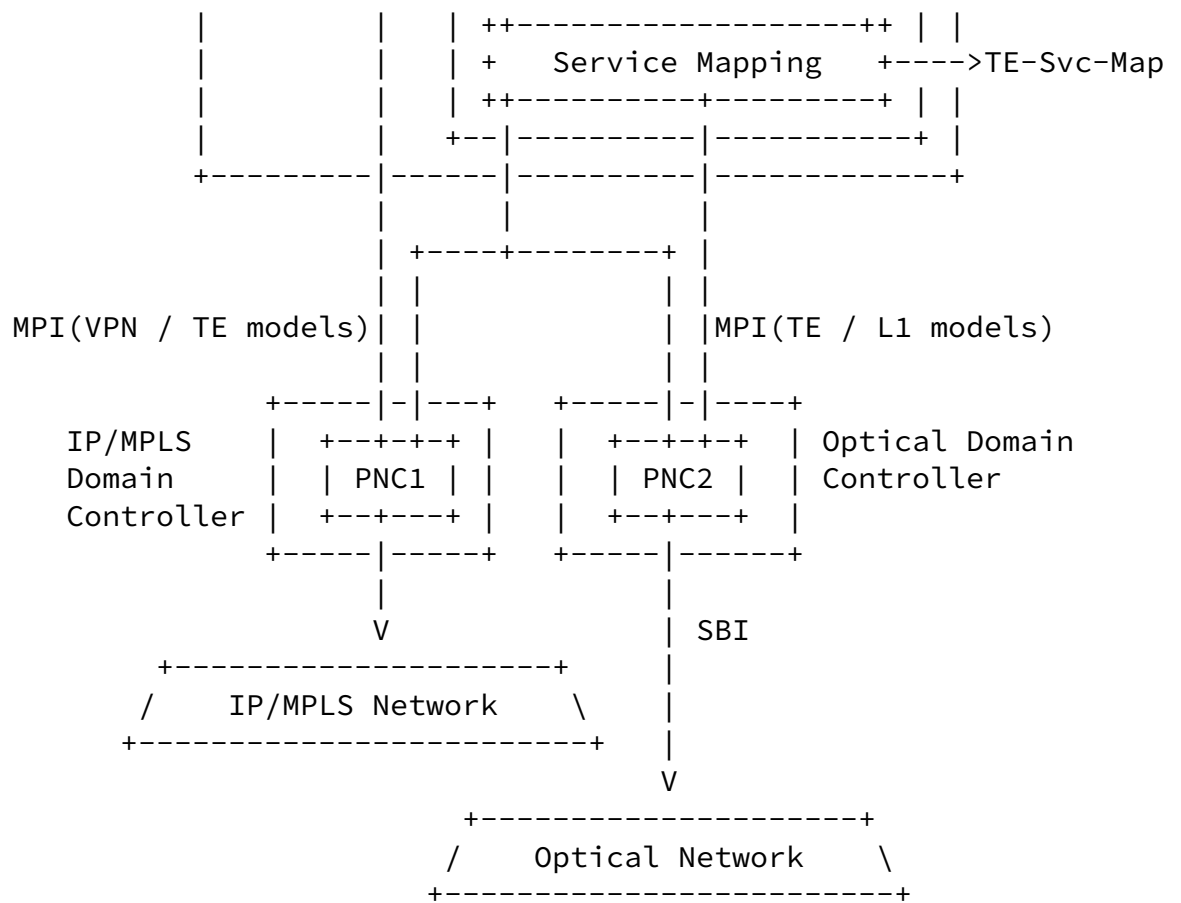 Service Mapping >TE-Svc-Map
MPI(VPN / TE models) MPI(TE / L1 models)
IP/MPLS Optical Domain
Domain PNC1 PNC2 Controller
Controller
V SBI
/ IP/MPLS Network \
V
/ Optical Network \